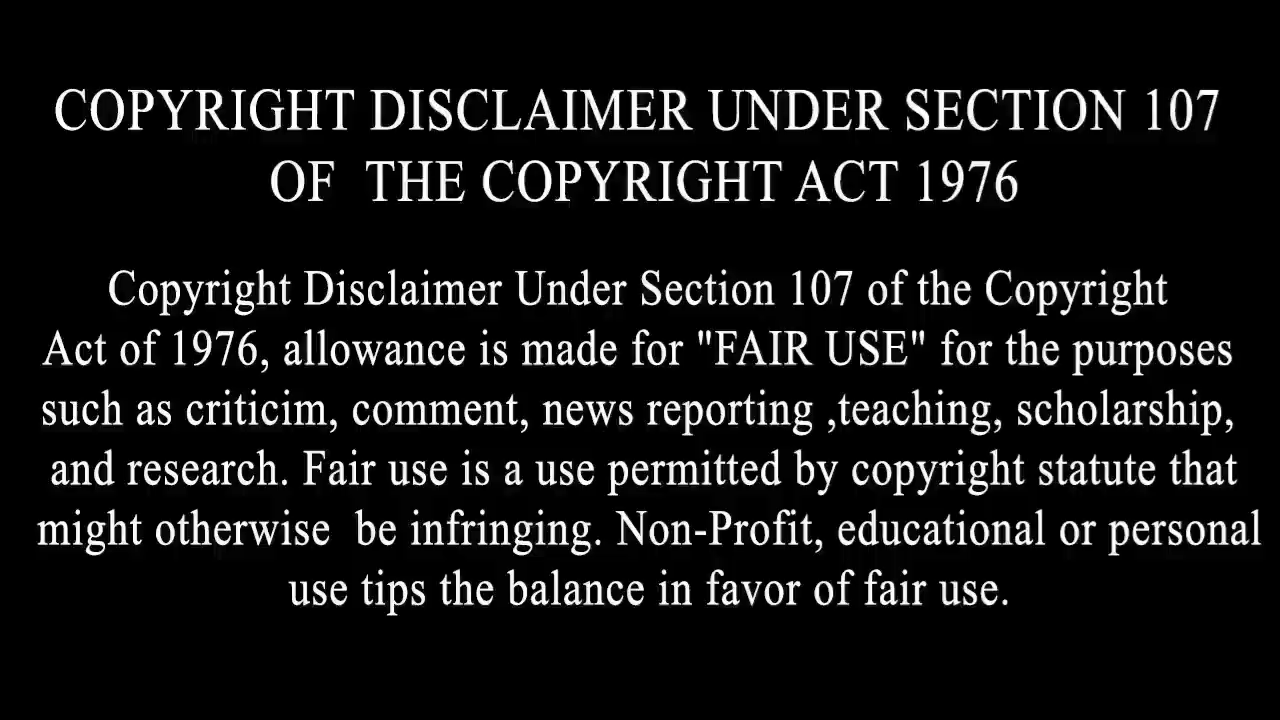 COPYRIGHT DISCLAIMER UNDER SECTION 107
OF THE COPYRIGHT ACT 1976
Copyright Disclaimer Under Section 107 of the Copyright
Act of 1976, allowance is made for "FAIR USE" for the purposes
such as criticim, comment, news reporting ,teaching, scholarship,
and research. Fair use is a use permitted by copyright statute that
might otherwise be infringing. Non-Profit, educational or personal
use tips the balance in favor of fair use.